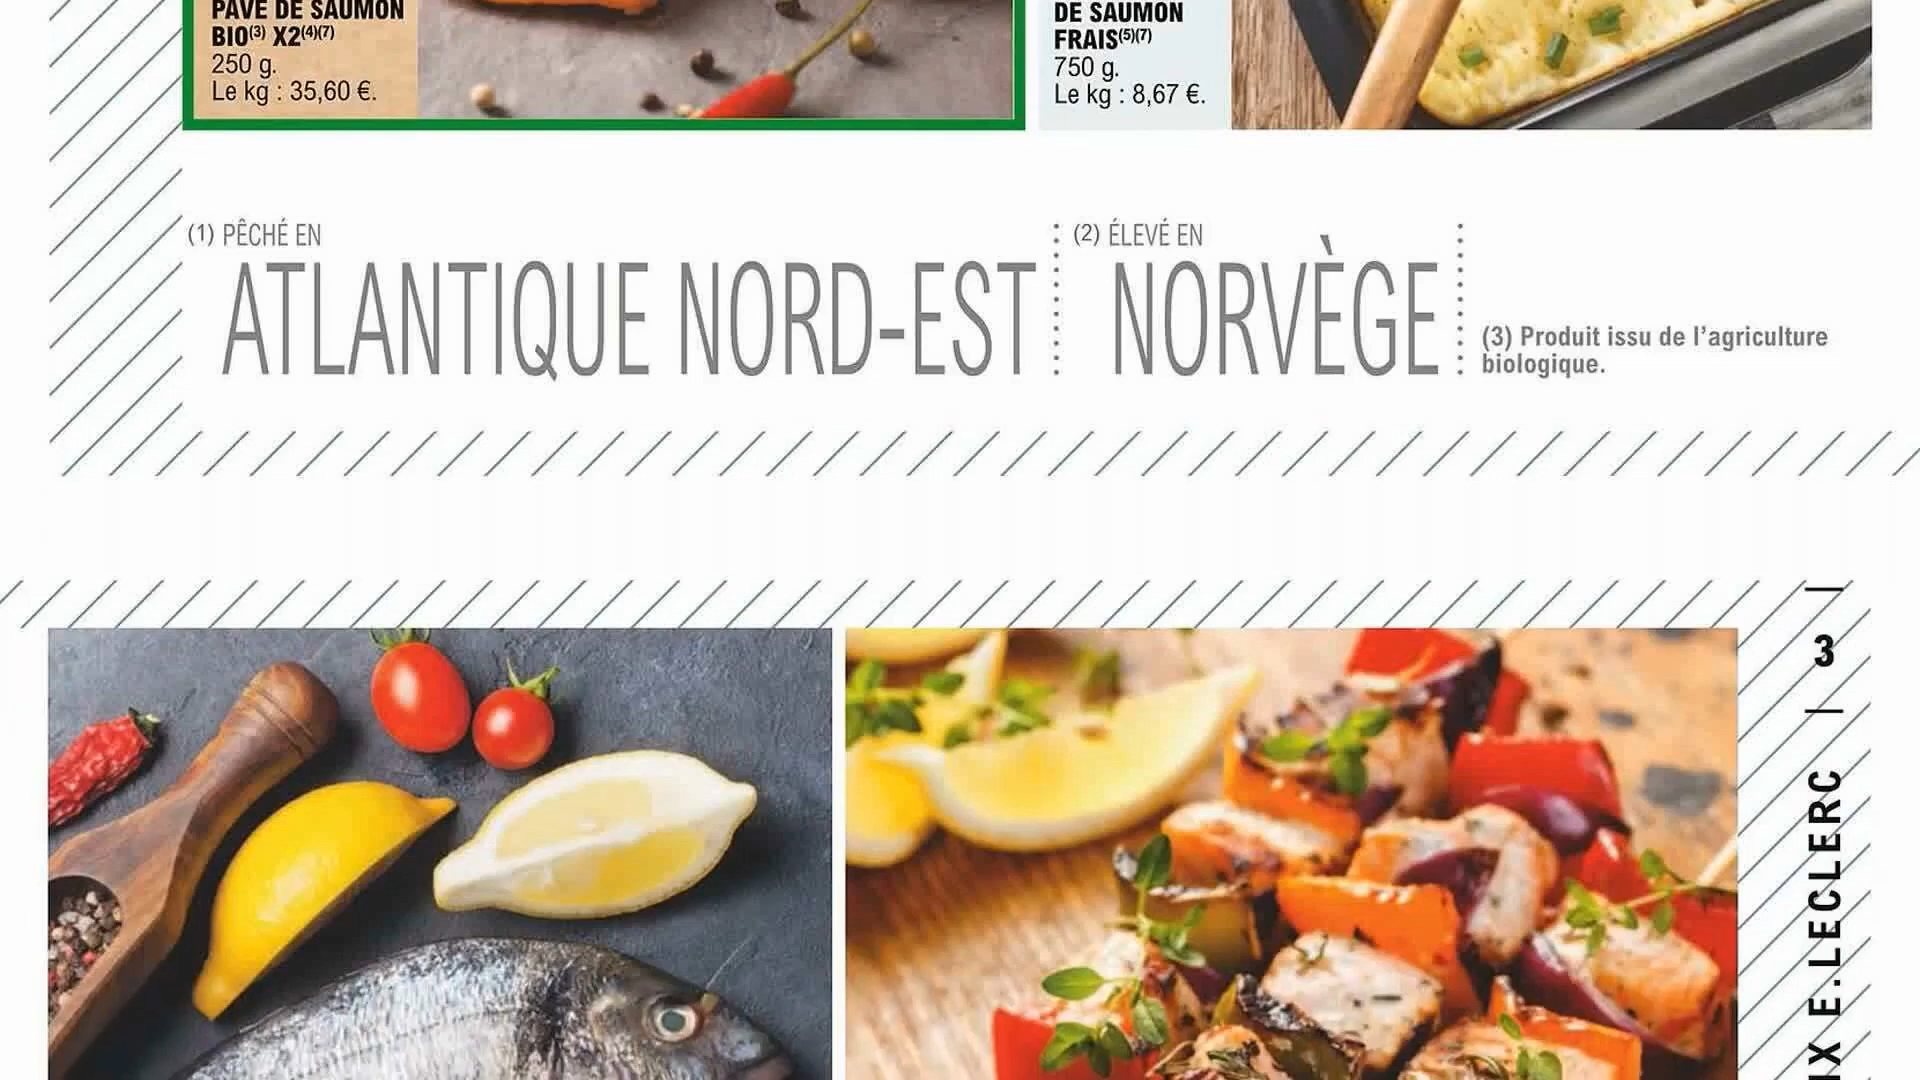 PAVÉ DE SAUMON
BIO(3) X2(4)(7)
250 g.
Le kg : 35,60 €.
DE SAUMON
FRAIS(5)(7)
750 g.
Le kg : 8,67 €.
(1) PÊCHÉ EN
ATLANTIQUE NORD-EST
(2) ÉLEVÉ EN
NORVÈGE
(3) Produit issu de l’agriculture
biologique.
| 3 |
E.LECLERC